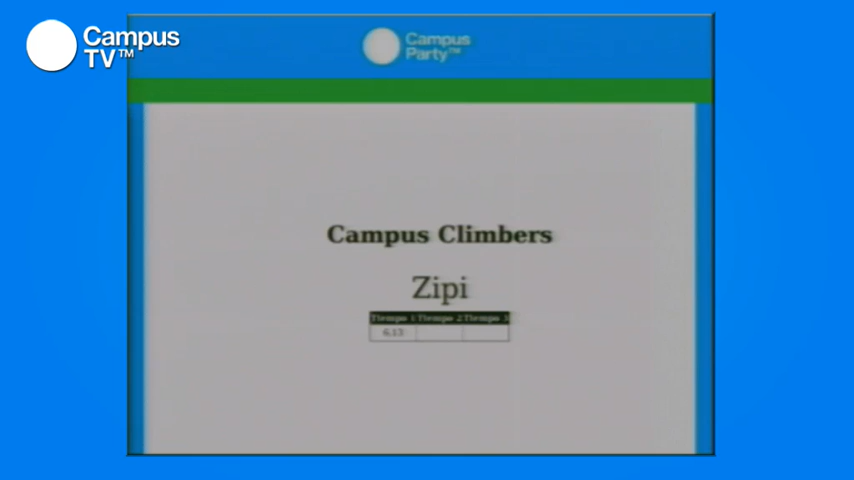 Campus
TV™
Campus
Party™
Campus Climbers
Zipi
Tiempo 1 Tiempo 2 Tiempo 3
6.13